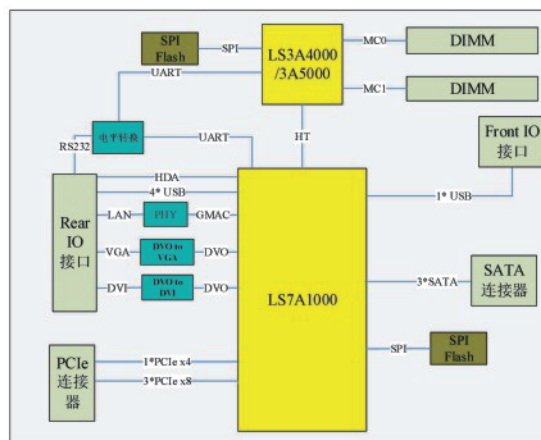 SPI
Flash
SPI
LS3A4000
/3A5000
MC0
DIMM
MC1
DIMM
UART
RS232
电平转换
UART
HT
Front IO
接口
HDA
4* USB
1* USB
Rear
IO
接口
LAN
PHY
GMAC
VGA
DVO to
VGA
DVO
DVI
DVO to
DVI
DVO
LS7A1000
3*SATA
SATA
连接器
SPI
SPI
Flash
PCIe
连接
器
1*PCIe x4
3*PCIe x8